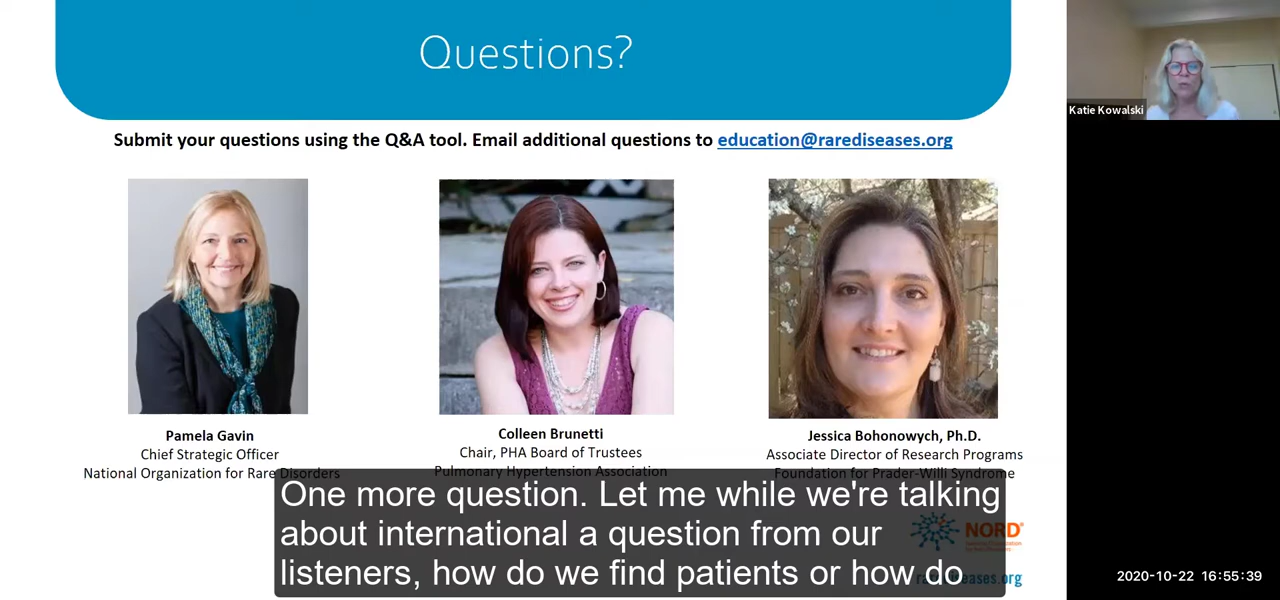 Questions?
Submit your questions using the Q&A tool. Email additional questions to education@rarediseases.org
Katie Kowalski
Pamela Gavin
Chief Strategic Officer
National Organization for Rare Disorders
Colleen Brunetti
Chair, PHA Board of Trustees
Pulmonary Hypertension Association
Jessica Bohonowych, Ph.D.
Associate Director of Research Programs
Foundation for Prader-Willi Syndrome
One more question. Let me while we're talking
about international a question from our
listeners, how do we find patients or how do
NORD
rarediseases.org
2020-10-22 16:55:39